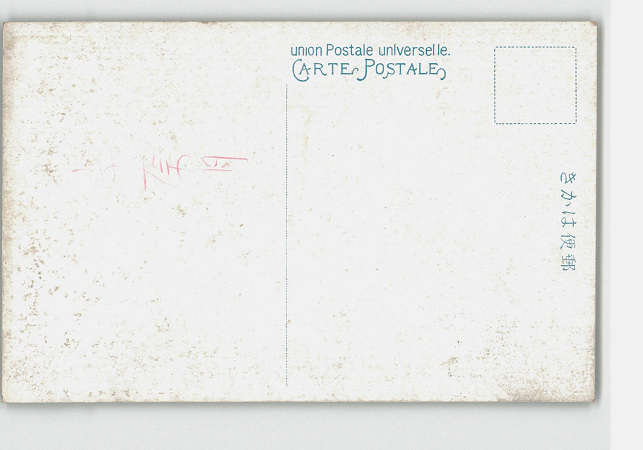 union Postale universelle.
CARTE POSTALE
きかは便郵